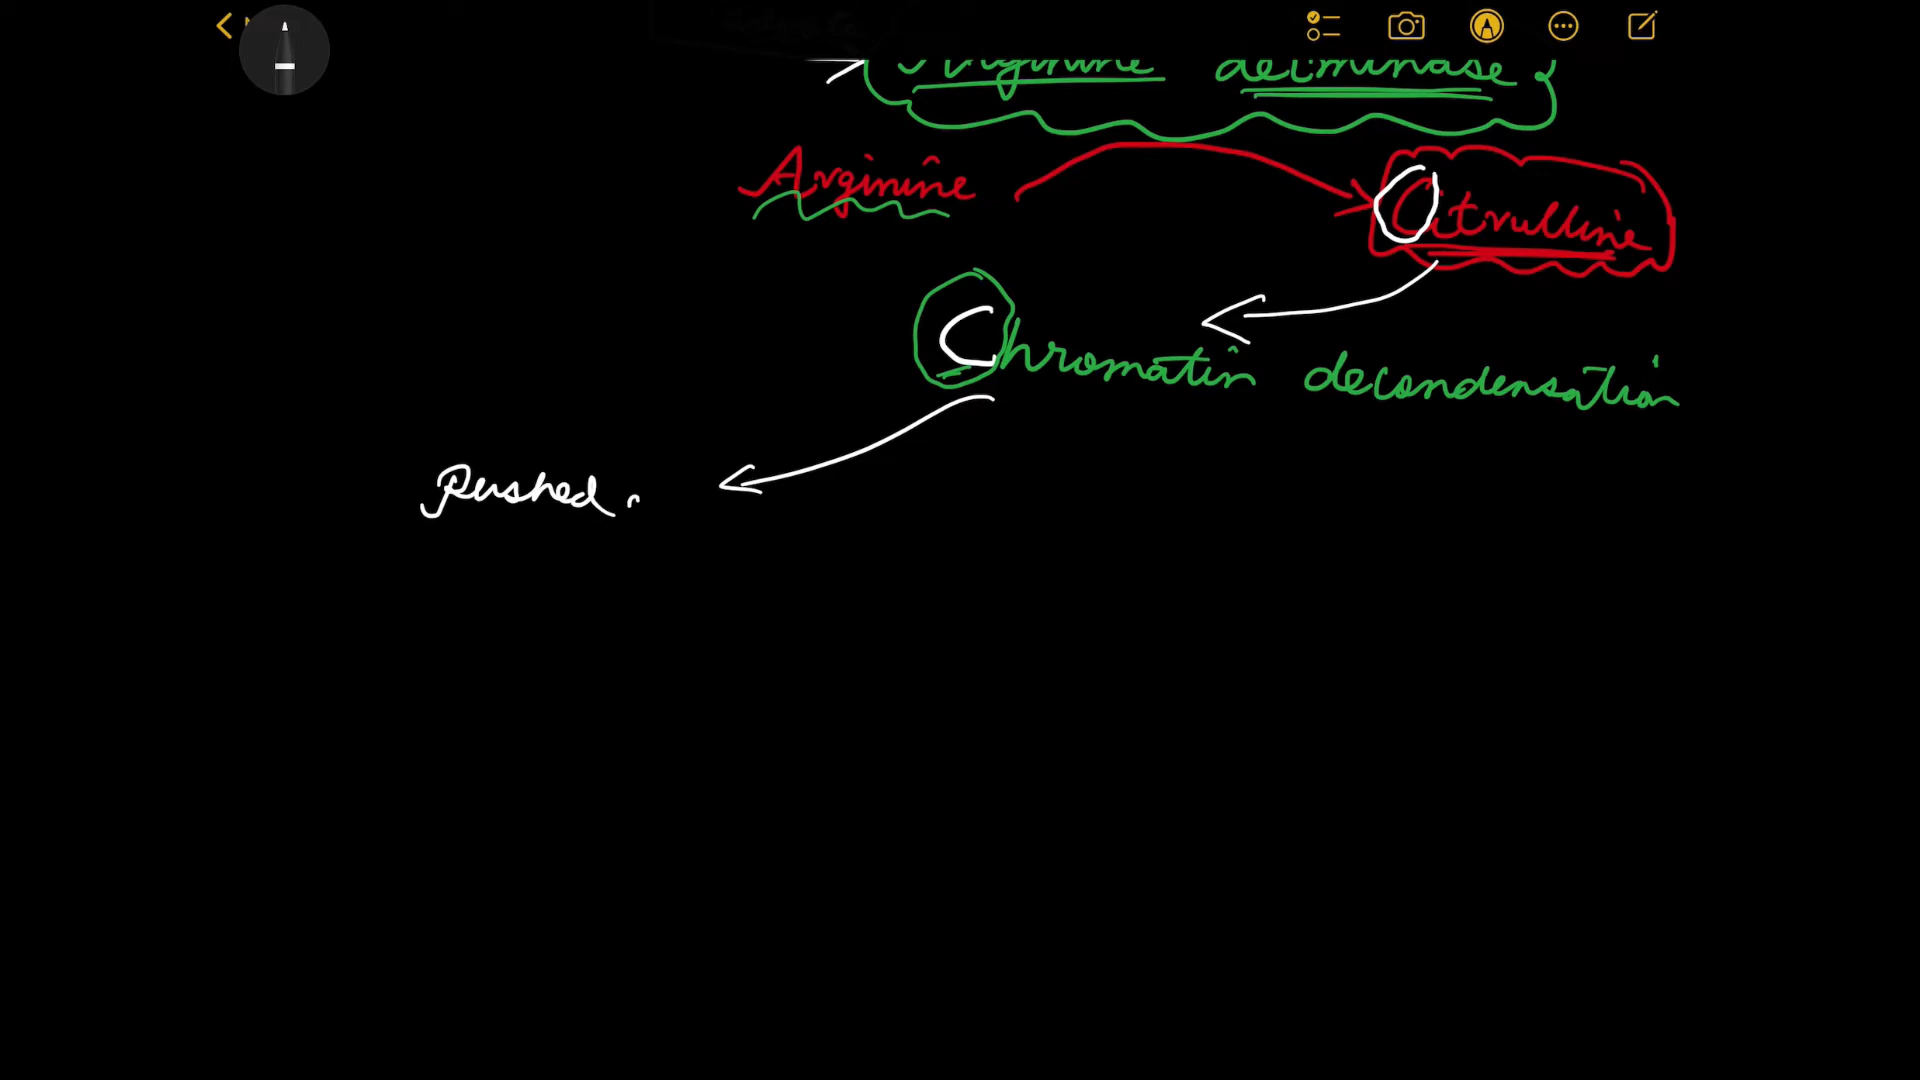 Arginine deiminase
Arginine
Citrulline
Chromatin decondensation
Pushed